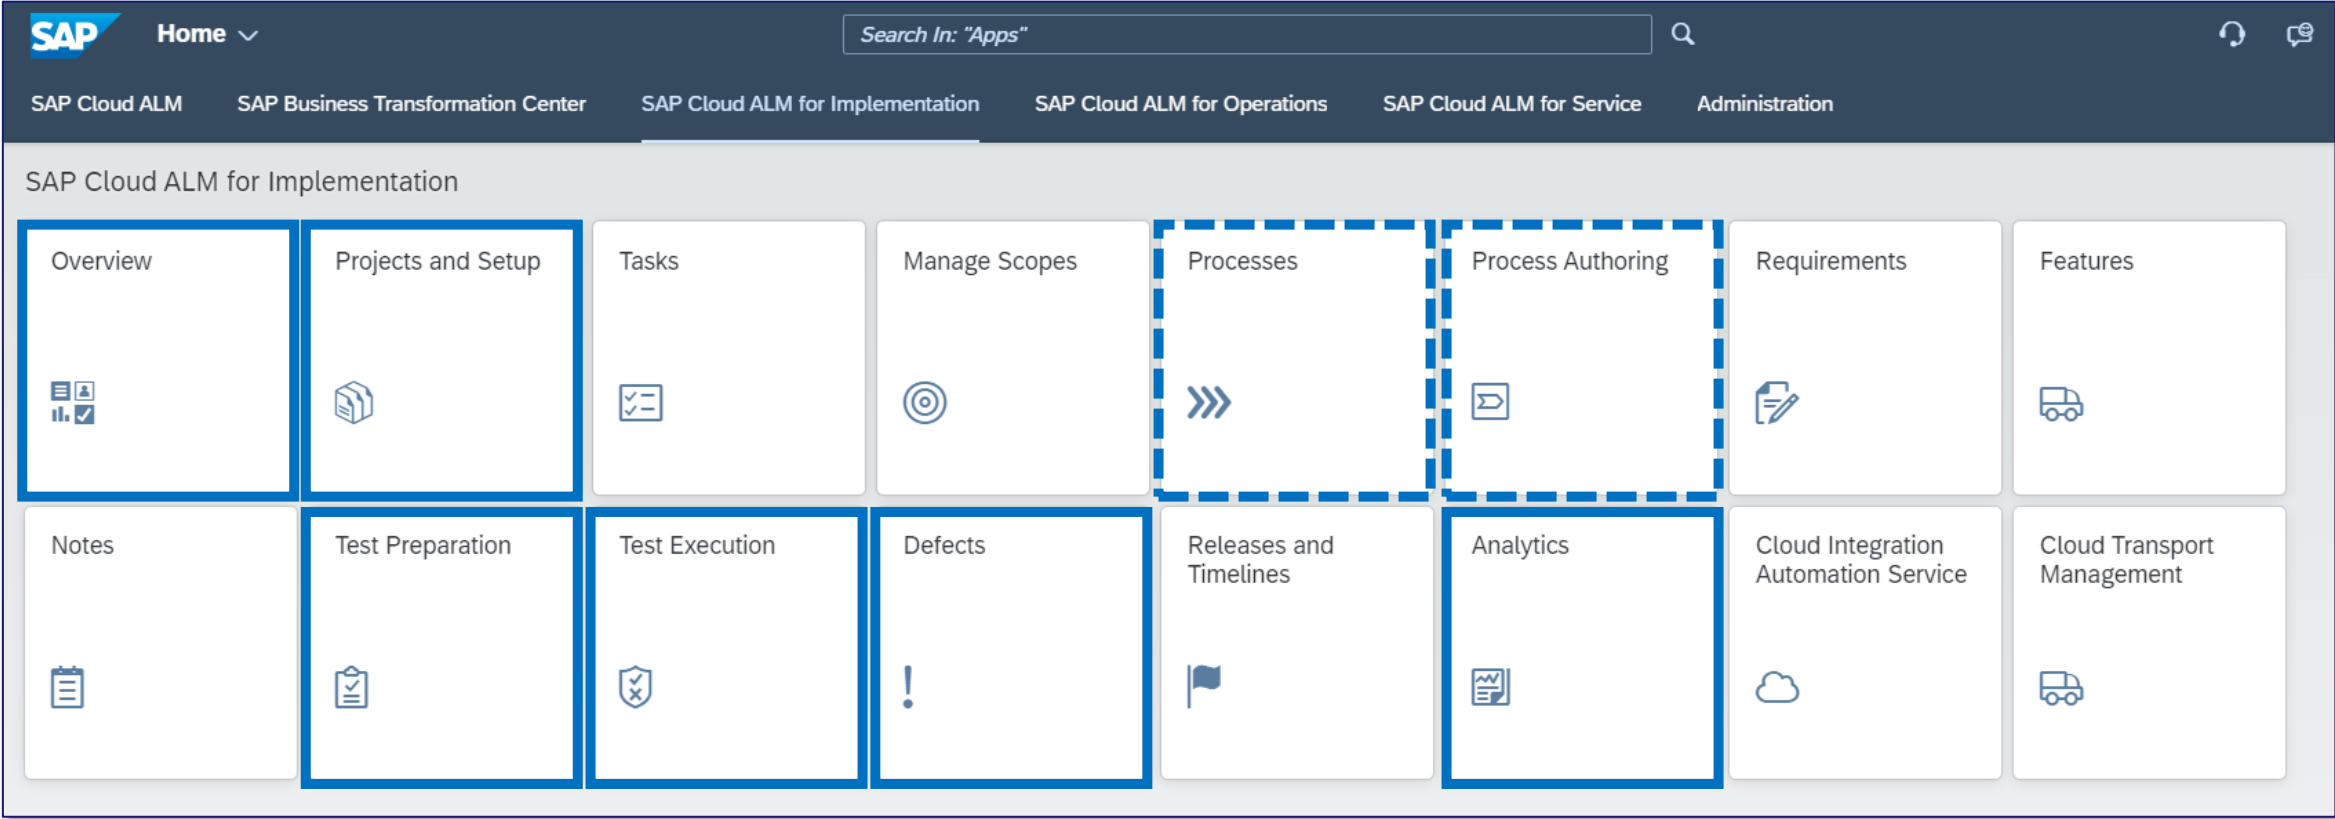 SAP
Home
Search In: "Apps"
SAP Cloud ALM
SAP Business Transformation Center
SAP Cloud ALM for Implementation
SAP Cloud ALM for Operations
SAP Cloud ALM for Service
Administration
SAP Cloud ALM for Implementation
Overview
Projects and Setup
Tasks
Manage Scopes
Processes
Process Authoring
Requirements
Features
Notes
Test Preparation
Test Execution
Defects
Releases and
Timelines
Analytics
Cloud Integration
Automation Service
Cloud Transport
Management